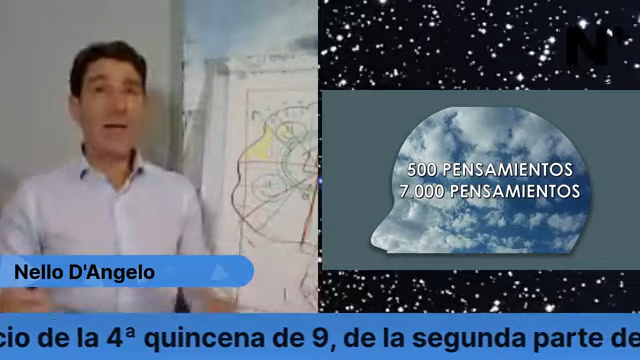 N
500 PENSAMIENTOS
7.000 PENSAMIENTOS
Nello D'Angelo
cio de la 4ª quincena de 9, de la segunda parte de